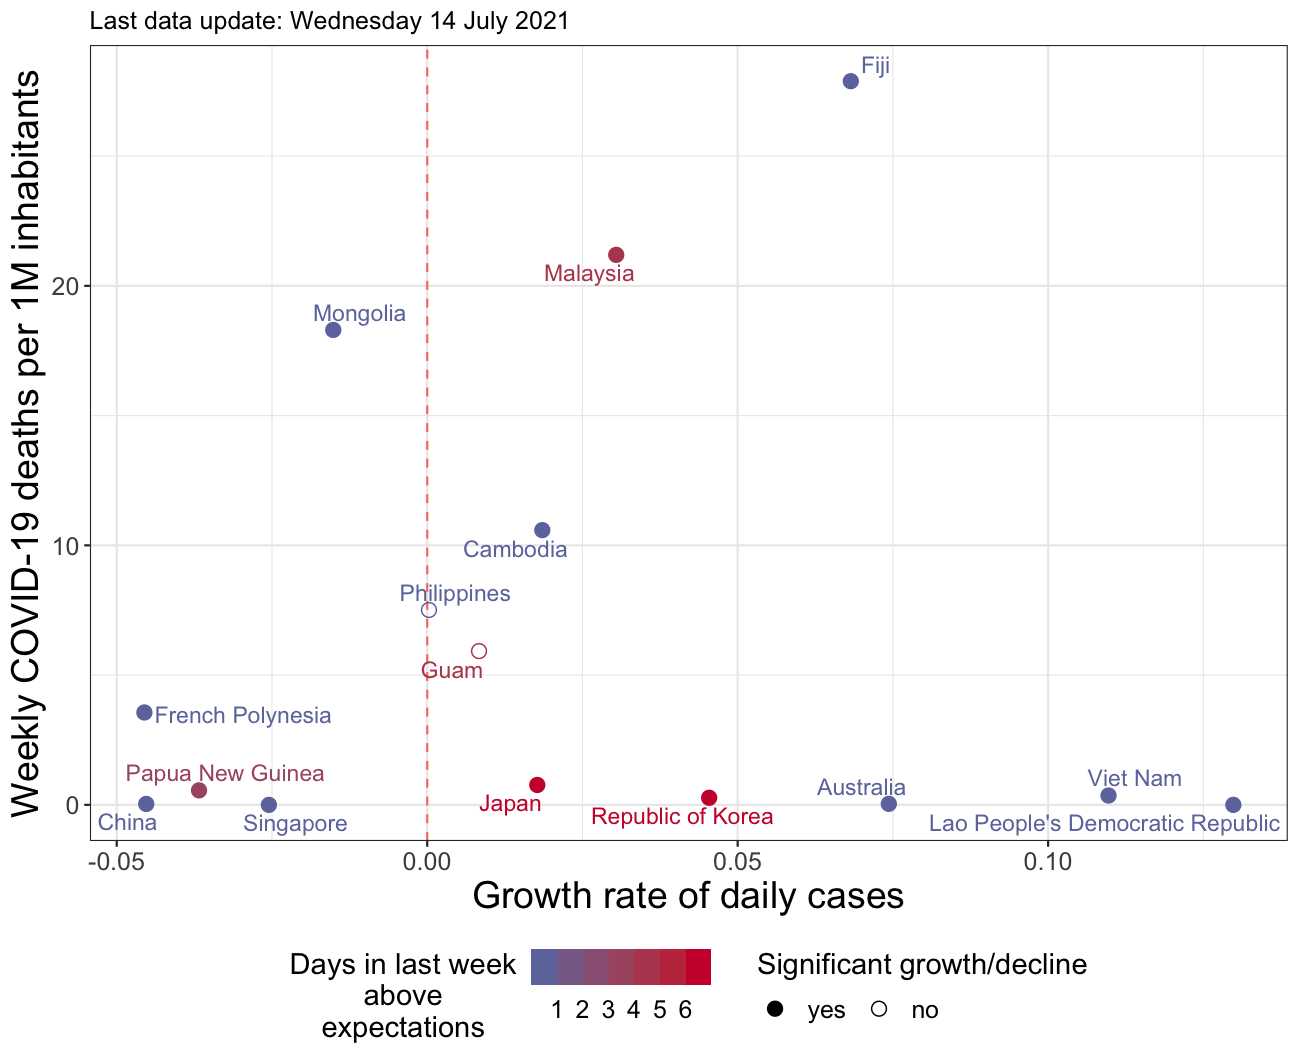 Last data update: Wednesday 14 July 2021
Weekly COVID-19 deaths per 1M inhabitants
Fiji
Malaysia
20
Mongolia
10
Cambodia
Philippines
Guam
French Polynesia
Papua New Guinea
Viet Nam
Australia
0
Japan
Republic of Korea
China
Singapore
Lao People's Democratic Republic
-0.05 0.00 0.05 0.10
Growth rate of daily cases
Days in last week
above
expectations
1 2 3 4 5 6
Significant growth/decline
yes no